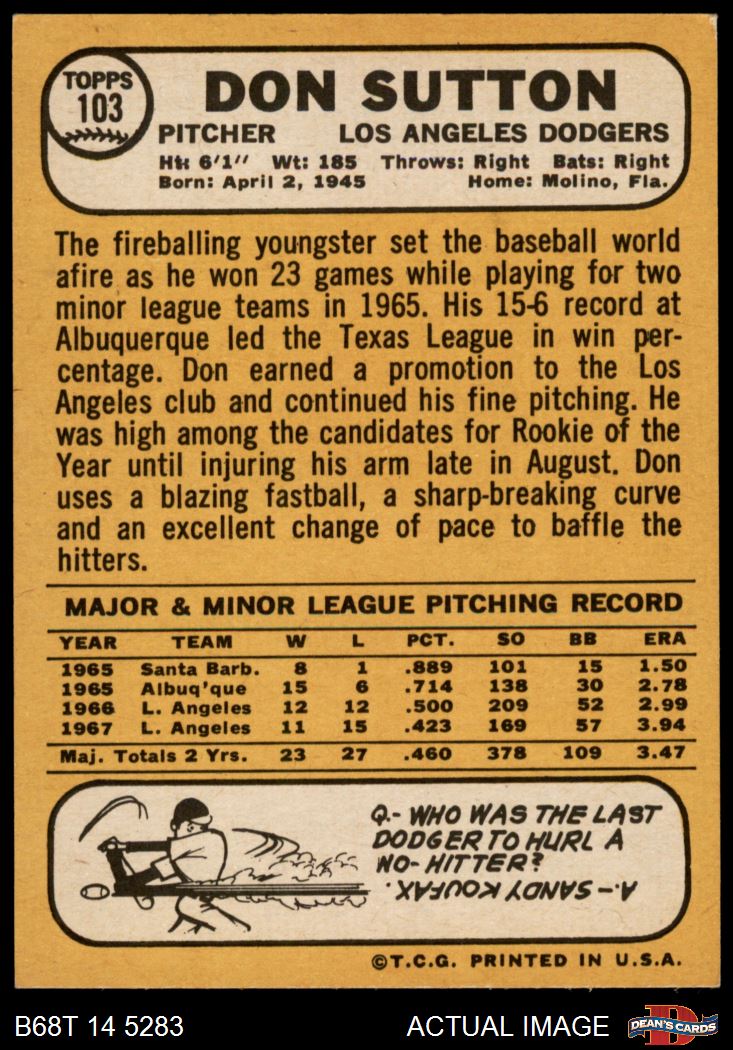 TOPPS
103
DON SUTTON
PITCHER LOS ANGELES DODGERS
Ht: 6'1" Wt: 185 Throws: Right Bats: Right
Born: April 2, 1945 Home: Molino, Fla.
The fireballing youngster set the baseball world
afire as he won 23 games while playing for two
minor league teams in 1965. His 15-6 record at
Albuquerque led the Texas League in win per-
centage. Don earned a promotion to the Los
Angeles club and continued his fine pitching. He
was high among the candidates for Rookie of the
Year until injuring his arm late in August. Don
uses a blazing fastball, a sharp-breaking curve
and an excellent change of pace to baffle the
hitters.
MAJOR & MINOR LEAGUE PITCHING RECORD
YEAR TEAM W L PCT. SO BB ERA
1965 Santa Barb. 8 1 .889 101 15 1.50
1965 Albuq'que 15 6 .714 138 30 2.78
1966 L. Angeles 12 12 .500 209 52 2.99
1967 L. Angeles 11 15 .423 169 57 3.94
Maj. Totals 2 Yrs. 23 27 .460 378 109 3.47
Q.- WHO WAS THE LAST
DODGER TO HURL A
NO-HITTER?
A.- SANDY KOUFAX.
©T.C.G. PRINTED IN U.S.A.
B68T 14 5283 ACTUAL IMAGE
D
DEAN'S CARDS